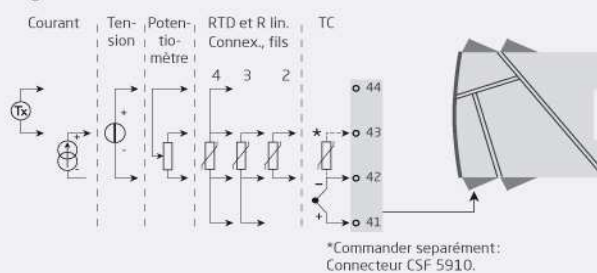 Courant
Ten-
sion
Poten-
tio-
mètre
RTD et R lin.
Connex., fils
TC
4 3 2
Tx
+
-
+
-
*
-
+
44
43
42
41
*Commander separément:
Connecteur CSF 5910.